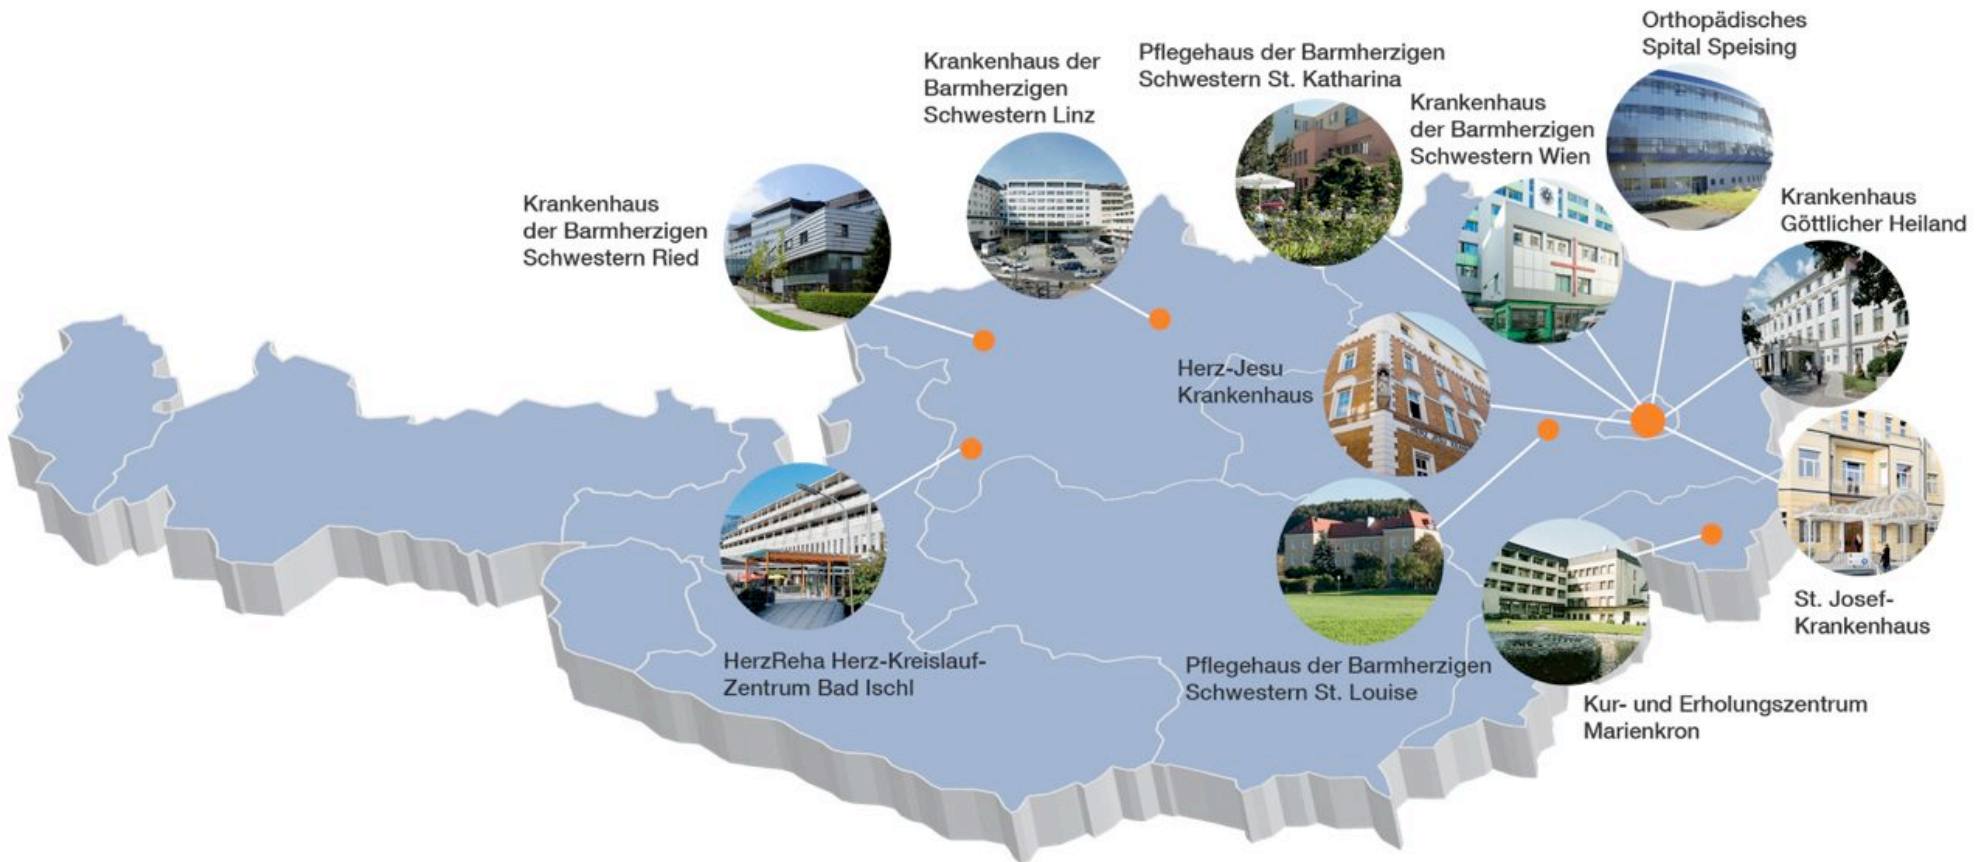 Orthopädisches
Spital Speising
Krankenhaus der
Barmherzigen
Schwestern Linz
Pflegehaus der Barmherzigen
Schwestern St. Katharina
Krankenhaus
der Barmherzigen
Schwestern Wien
Krankenhaus
Göttlicher Heiland
Krankenhaus
der Barmherzigen
Schwestern Ried
Herz-Jesu
Krankenhaus
HERZ JESU
St. Josef-
Krankenhaus
HerzReha Herz-Kreislauf-
Zentrum Bad Ischl
Pflegehaus der Barmherzigen
Schwestern St. Louise
Kur- und Erholungszentrum
Marienkron